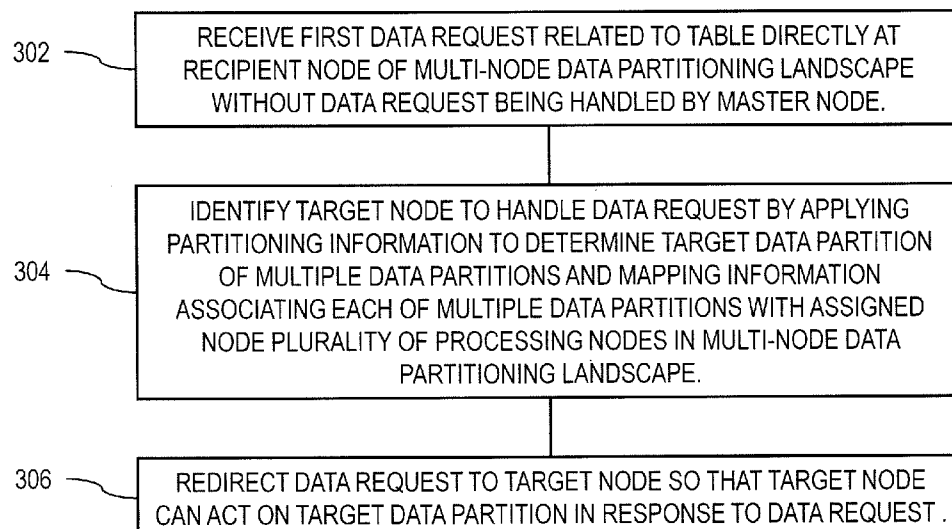 302
RECEIVE FIRST DATA REQUEST RELATED TO TABLE DIRECTLY AT
RECIPIENT NODE OF MULTI-NODE DATA PARTITIONING LANDSCAPE
WITHOUT DATA REQUEST BEING HANDLED BY MASTER NODE.
304
IDENTIFY TARGET NODE TO HANDLE DATA REQUEST BY APPLYING
PARTITIONING INFORMATION TO DETERMINE TARGET DATA PARTITION
OF MULTIPLE DATA PARTITIONS AND MAPPING INFORMATION
ASSOCIATING EACH OF MULTIPLE DATA PARTITIONS WITH ASSIGNED
NODE PLURALITY OF PROCESSING NODES IN MULTI-NODE DATA
PARTITIONING LANDSCAPE.
306
REDIRECT DATA REQUEST TO TARGET NODE SO THAT TARGET NODE
CAN ACT ON TARGET DATA PARTITION IN RESPONSE TO DATA REQUEST .